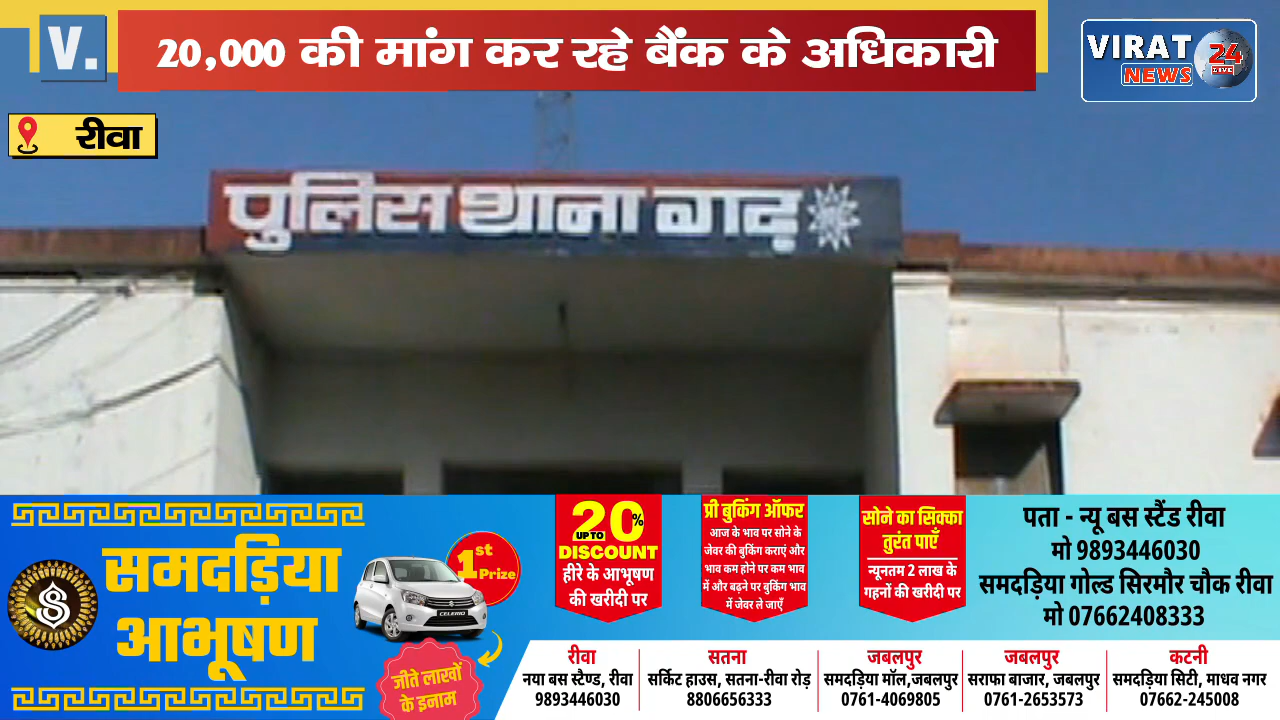 V.
20,000 की मांग कर रहे बैंक के अधिकारी
VIRAT 24
NEWS LIVE
रीवा
पुलिस थाना गढ़
समदड़िया
आभूषण
S
1st
Prize
CELERIO
जीते लाखों
के इनाम
20%
UP TO
DISCOUNT
हीरे के आभूषण
की खरीदी पर
प्री बुकिंग ऑफर
आज के भाव पर सोने के
जेवर की बुकिंग कराएं और
भाव कम होने पर कम भाव
में और बढ़ने पर बुकिंग भाव
में जेवर ले जाएँ
सोने का सिक्का
तुरंत पाएँ
न्यूनतम 2 लाख के
गहनों की खरीदी पर
पता - न्यू बस स्टैंड रीवा
मो 9893446030
समदड़िया गोल्ड सिरमौर चौक रीवा
मो 07662408333
रीवा
नया बस स्टैण्ड, रीवा
9893446030
सतना
सर्किट हाउस, सतना-रीवा रोड़
8806656333
जबलपुर
समदड़िया मॉल,जबलपुर
0761-4069805
जबलपुर
सराफा बाजार, जबलपुर
0761-2653573
कटनी
समदड़िया सिटी, माधव नगर
07662-245008